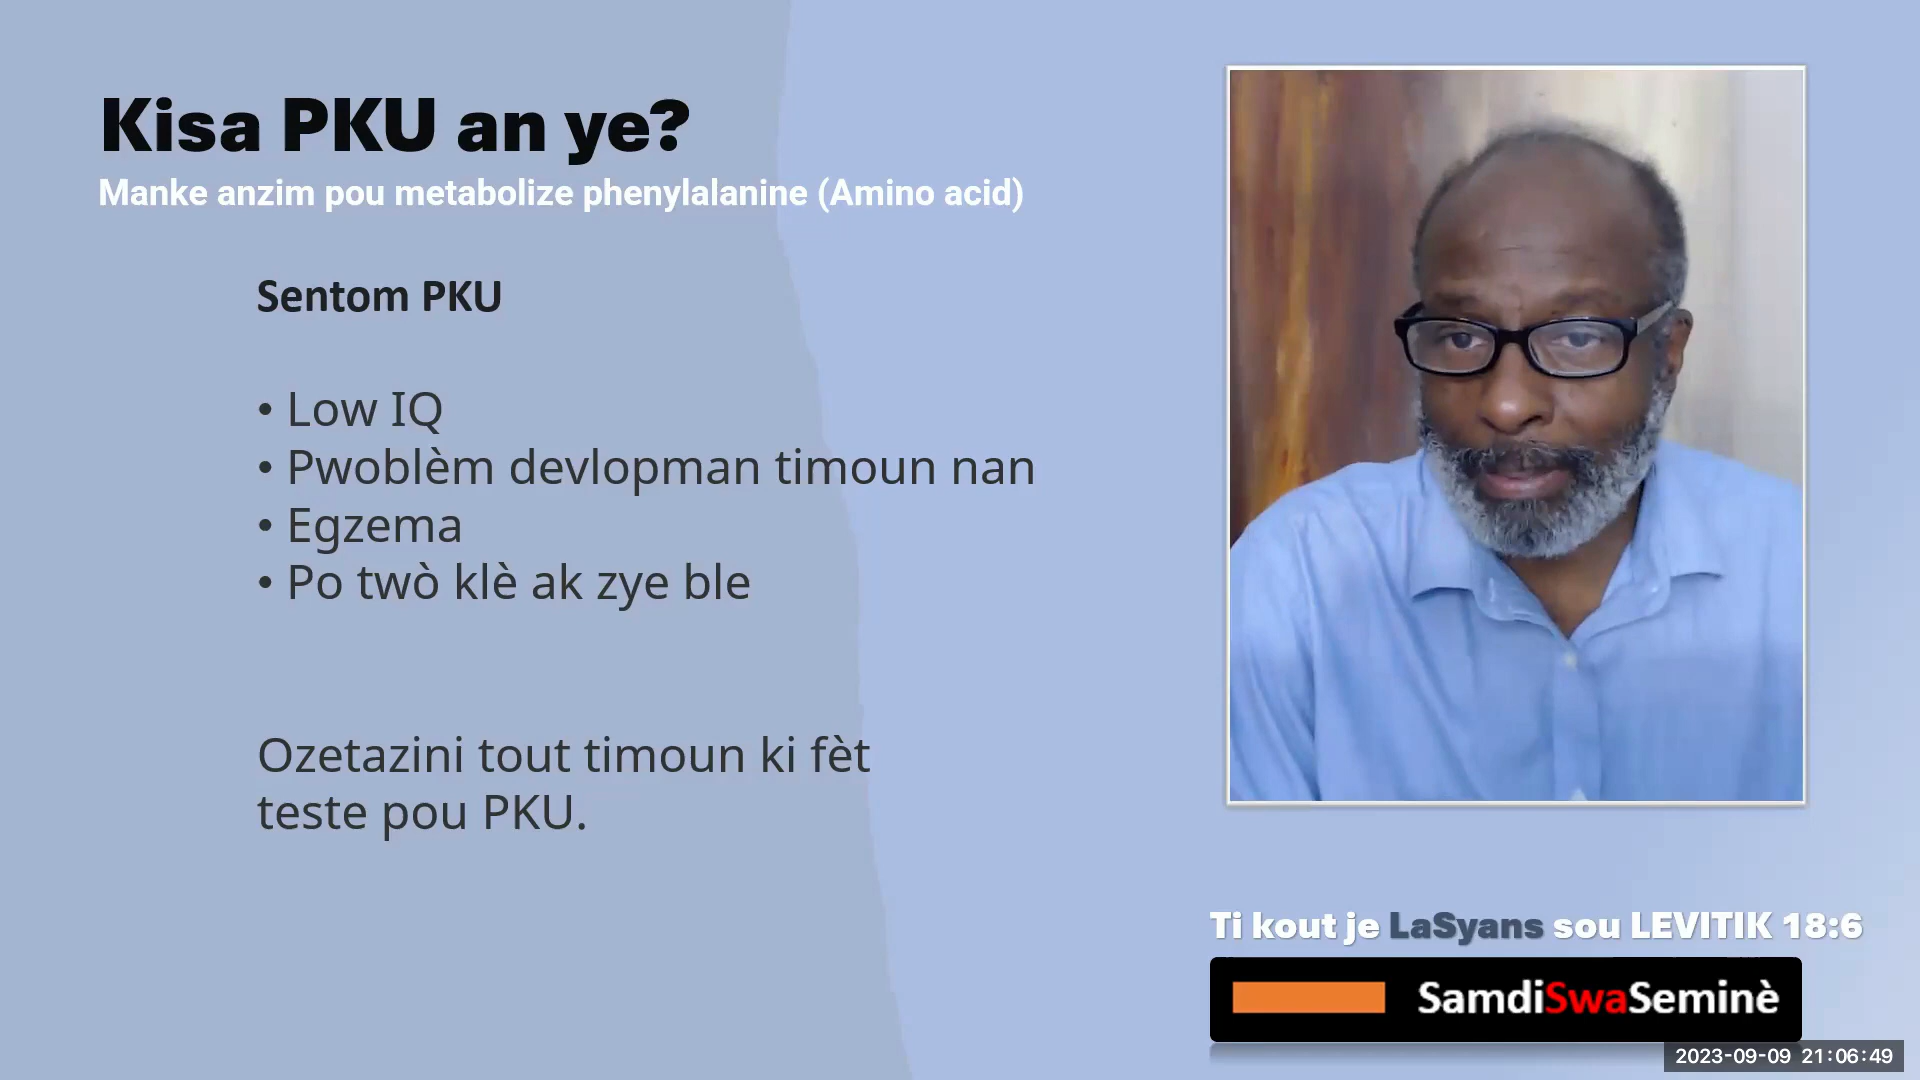 Kisa PKU an ye?
Manke anzim pou metabolize phenylalanine (Amino acid)
Sentom PKU
• Low IQ
• Pwoblèm devlopman timoun nan
• Egzema
• Po twò klè ak zye ble
Ozetazini tout timoun ki fèt
teste pou PKU.
Ti kout je LaSyans sou LEVITIK 18:6
SamdiSwaSeminè
2023-09-09 21:06:49